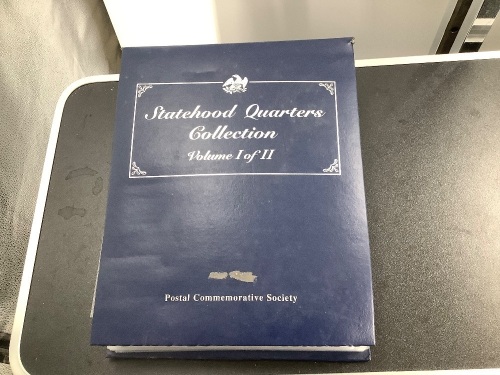 Statehood Quarters
Collection
Volume I of II
Postal Commemorative Society